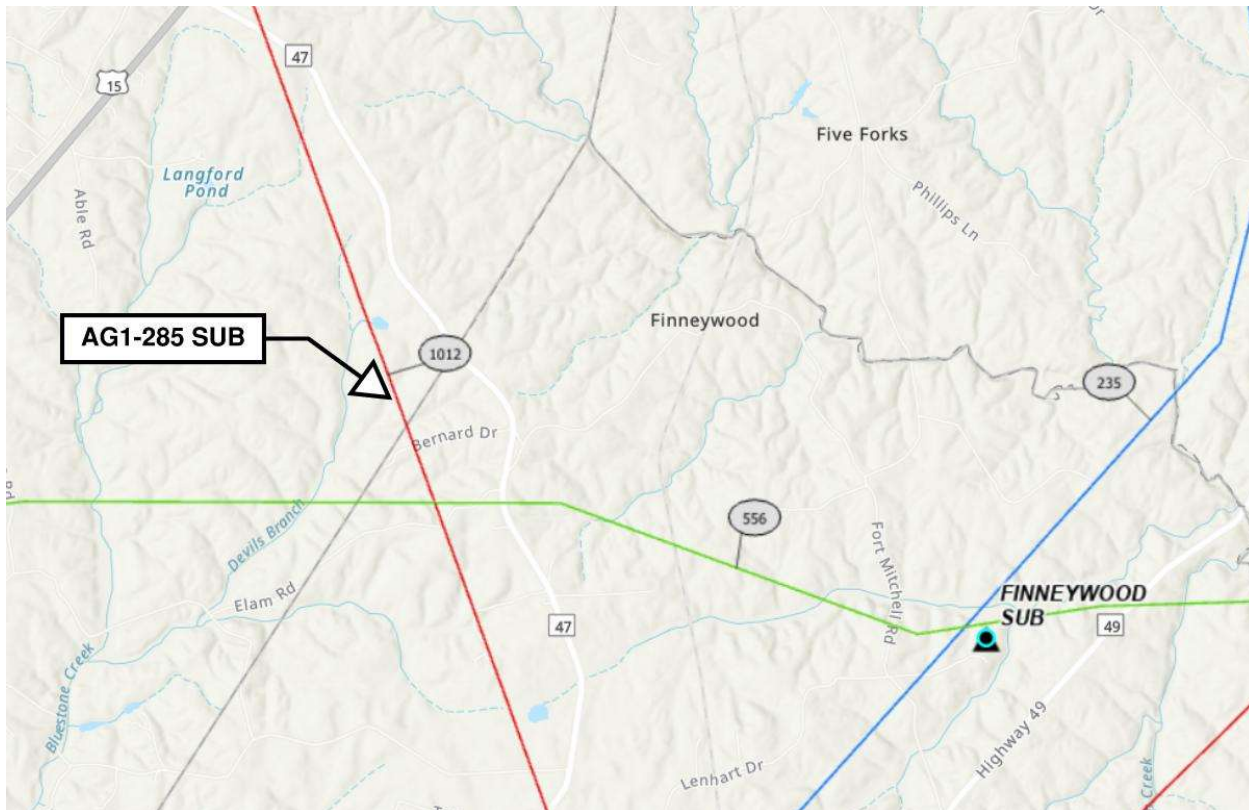 47
15
Langford
Pond
Able Rd
Five Forks
Phillips Ln
AG1-285 SUB
1012
Finneywood
235
Bernard Dr
Rd
Devils Branch
556
Fort Mitchell Rd
Elam Rd
FINNEYWOOD
SUB
47
49
Bluestone Creek
Highway 49
Lenhart Dr
Creek